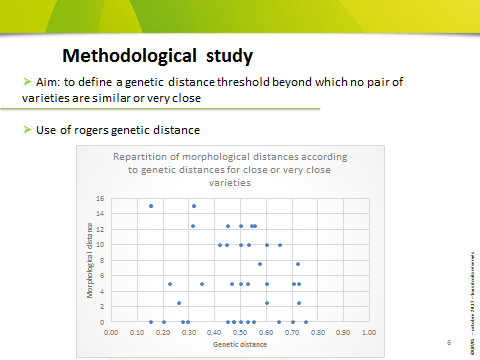 Methodological study
Aim: to define a genetic distance threshold beyond which no pair of
varieties are similar or very close
Use of rogers genetic distance
Repartition of morphological distances according
to genetic distances for close or very close
varieties
Morphological distance
16
14
12
10
8
6
4
2
0
0.00 0.10 0.20 0.30 0.40 0.50 0.60 0.70 0.80 0.90 1.00
Genetic distance
6